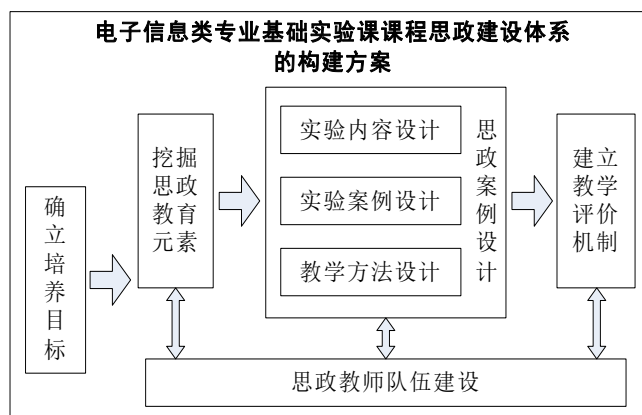 电子信息类专业基础实验课课程思政建设体系
的构建方案
确
立
培
养
目
标
挖掘
思政
教育
元素
实验内容设计
实验案例设计
教学方法设计
思
政
案
例
设
计
建立
教学
评价
机制
思政教师队伍建设